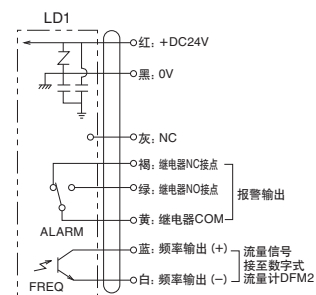 LD1
红: +DC24V
黑: 0V
灰: NC
褐: 继电器NC接点
绿: 继电器NO接点
报警输出
黄: 继电器COM
ALARM
蓝: 频率输出 (+)
流量信号
接至数字式
流量计DFM2
白: 频率输出 (−)
FREQ